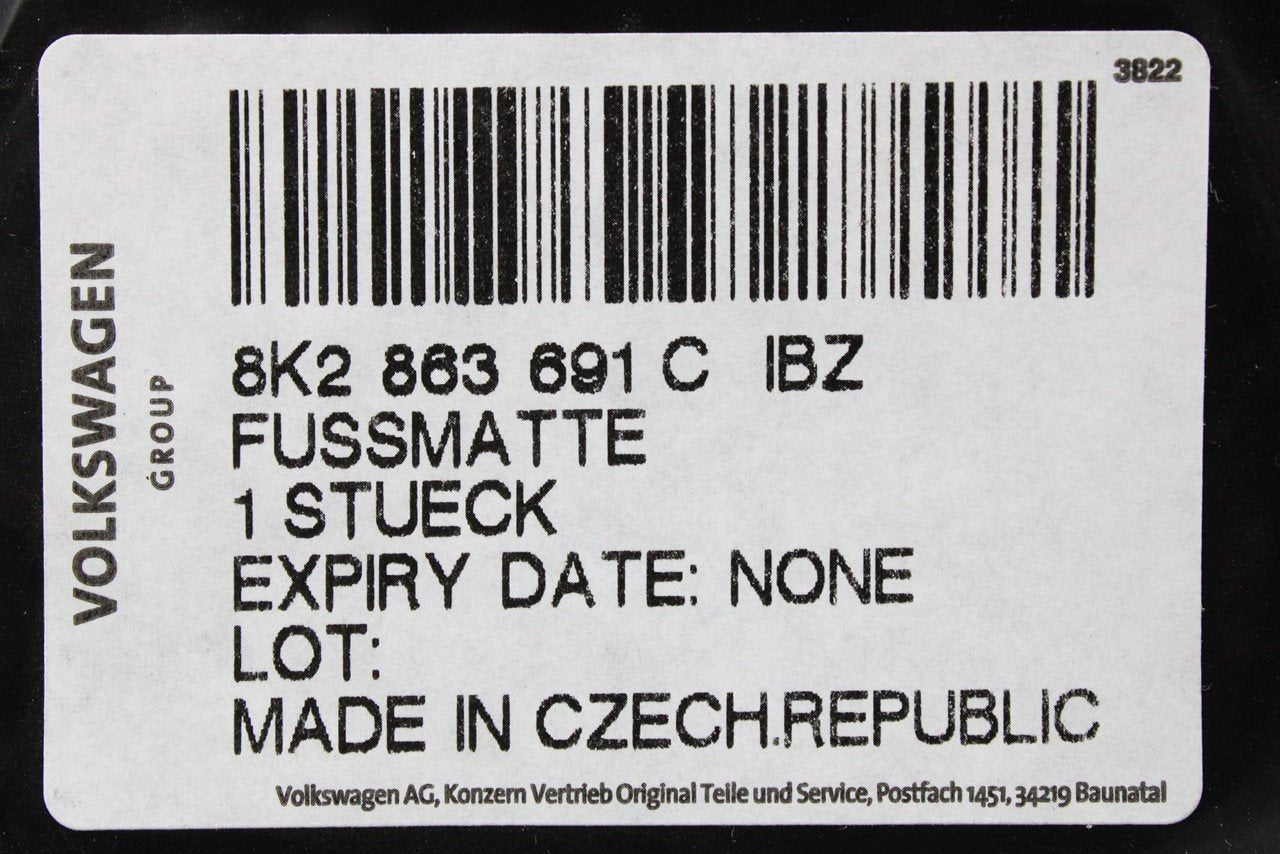 3822
VOLKSWAGEN
GROUP
8K2 863 691 C IBZ
FUSSMATTE
1 STUECK
EXPIRY DATE: NONE
LOT:
MADE IN CZECH.REPUBLIC
Volkswagen AG, Konzern Vertrieb Original Teile und Service, Postfach 1451, 34219 Baunatal